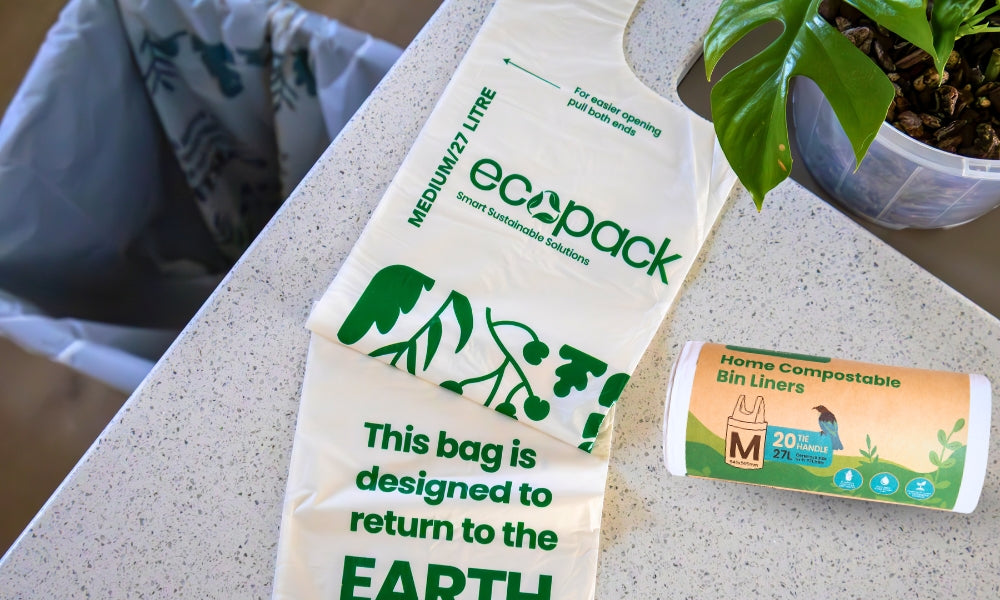 For easier opening
pull both ends
MEDIUM/27 LITRE
ecopack
Smart Sustainable Solutions
This bag is
designed to
return to the
EARTH
Home Compostable
Bin Liners
M
20 TIE
HANDLE
27L